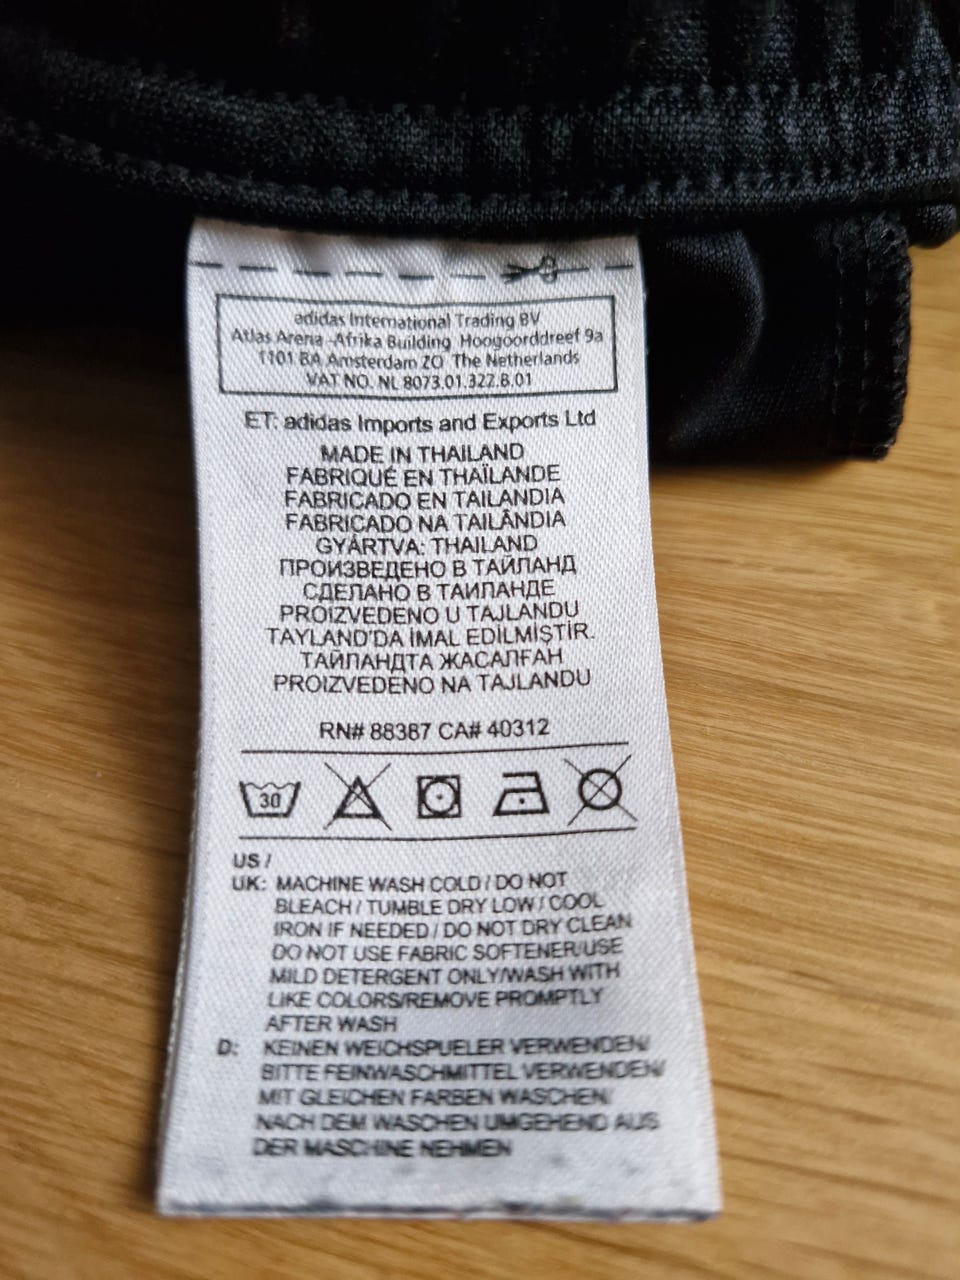 adidas International Trading BV
Atlas Arena -Afrika Building Hoogoorddreef 9a
1101 BA Amsterdam ZO The Netherlands
VAT NO. NL 8073.01.322.B.01
ET: adidas Imports and Exports Ltd
MADE IN THAILAND
FABRIQUÉ EN THAÏLANDE
FABRICADO EN TAILANDIA
FABRICADO NA TAILÂNDIA
GYÁRTVA: THAILAND
ПРОИЗВЕДЕНО В ТАЙЛАНД
СДЕЛАНО В ТАИЛАНДЕ
PROIZVEDENO U TAJLANDU
TAYLAND'DA İMAL EDİLMİŞTİR.
ТАЙЛАНДТА ЖАСАЛҒАН
PROIZVEDENO NA TAJLANDU
RN# 88387 CA# 40312
30
US /
UK: MACHINE WASH COLD / DO NOT
BLEACH / TUMBLE DRY LOW / COOL
IRON IF NEEDED / DO NOT DRY CLEAN
DO NOT USE FABRIC SOFTENER/USE
MILD DETERGENT ONLY/WASH WITH
LIKE COLORS/REMOVE PROMPTLY
AFTER WASH
D: KEINEN WEICHSPUELER VERWENDEN/
BITTE FEINWASCHMITTEL VERWENDEN/
MIT GLEICHEN FARBEN WASCHEN/
NACH DEM WASCHEN UMGEHEND AUS
DER MASCHINE NEHMEN